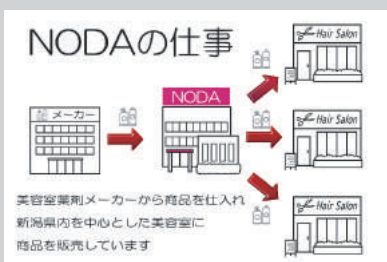 NODAの仕事
Hair Salon
メーカー
NODA
Hair Salon
Hair Salon
美容室薬剤メーカーから商品を仕入れ
新潟県内を中心とした美容室に
商品を販売しています